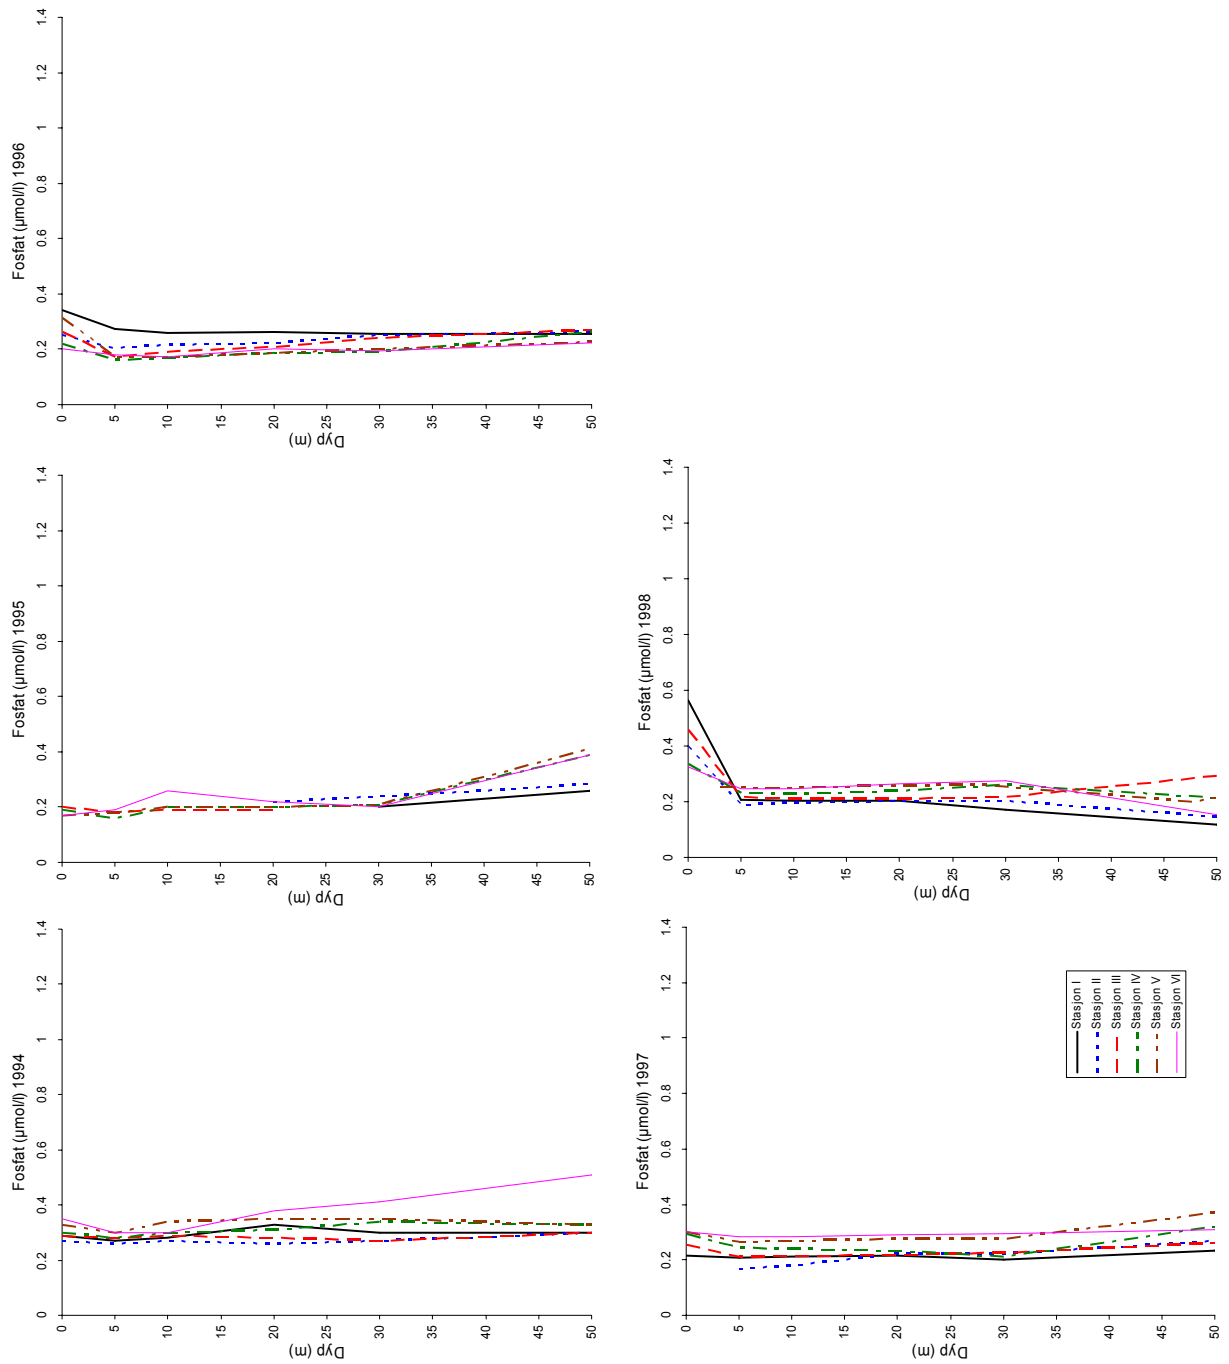 Fosfat (µmol/l) 1994
0 0.2 0.4 0.6 0.8 1 1.2 1.4
0
5
10
15
20
25
30
35
40
45
50
Dyp (m)
Fosfat (µmol/l) 1995
0 0.2 0.4 0.6 0.8 1 1.2 1.4
0
5
10
15
20
25
30
35
40
45
50
Dyp (m)
Fosfat (µmol/l) 1996
0 0.2 0.4 0.6 0.8 1 1.2 1.4
0
5
10
15
20
25
30
35
40
45
50
Dyp (m)
Fosfat (µmol/l) 1997
0 0.2 0.4 0.6 0.8 1 1.2 1.4
0
5
10
15
20
25
30
35
40
45
50
Dyp (m)
Stasjon I
Stasjon II
Stasjon III
Stasjon IV
Stasjon V
Stasjon VI
Fosfat (µmol/l) 1998
0 0.2 0.4 0.6 0.8 1 1.2 1.4
0
5
10
15
20
25
30
35
40
45
50
Dyp (m)